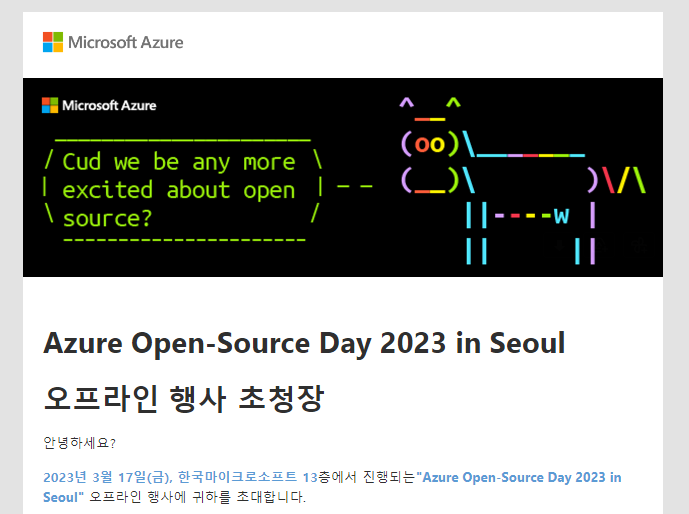 Microsoft Azure
Microsoft Azure
Cud we be any more
excited about open
source?
Azure Open-Source Day 2023 in Seoul
오프라인 행사 초청장
안녕하세요?
2023년 3월 17일(금), 한국마이크로소프트 13층에서 진행되는"Azure Open-Source Day 2023 in
Seoul" 오프라인 행사에 귀하를 초대합니다.